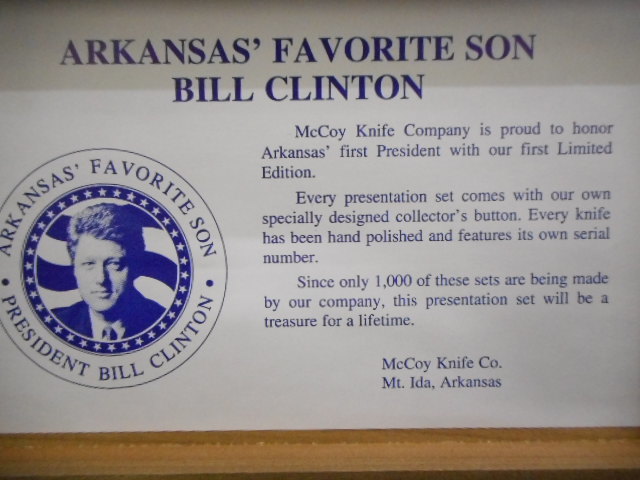 ARKANSAS' FAVORITE SON
BILL CLINTON
McCoy Knife Company is proud to honor
Arkansas' first President with our first Limited
Edition.
Every presentation set comes with our own
specially designed collector's button. Every knife
has been hand polished and features its own serial
number.
Since only 1,000 of these sets are being made
by our company, this presentation set will be a
treasure for a lifetime.
McCoy Knife Co.
Mt. Ida, Arkansas
ARKANSAS' FAVORITE SON
• PRESIDENT BILL CLINTON •